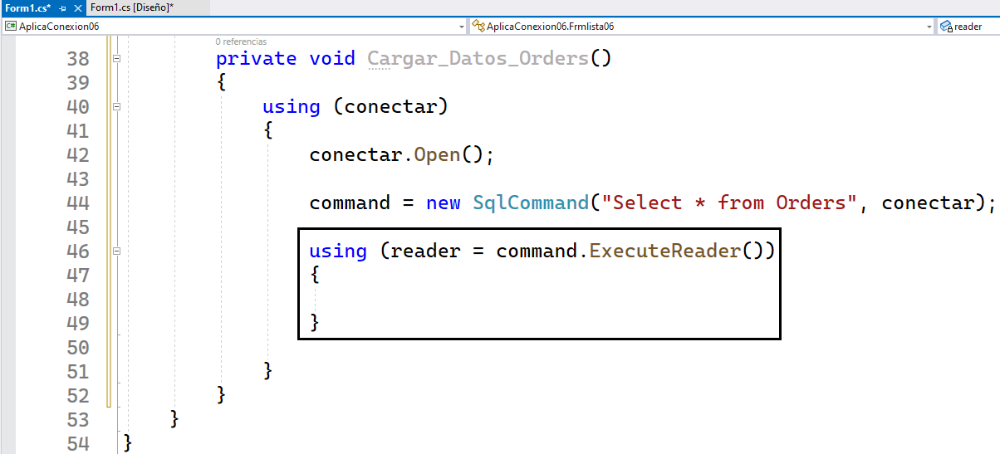 Form1.cs* Form1.cs [Diseño]*
AplicaConexion06 AplicaConexion06.Frmlista06 reader
0 referencias
38 private void Cargar_Datos_Orders()
39 {
40 using (conectar)
41 {
42 conectar.Open();
43
44 command = new SqlCommand("Select * from Orders", conectar);
45
46 using (reader = command.ExecuteReader())
47 {
48
49 }
50
51 }
52 }
53 }
54 }